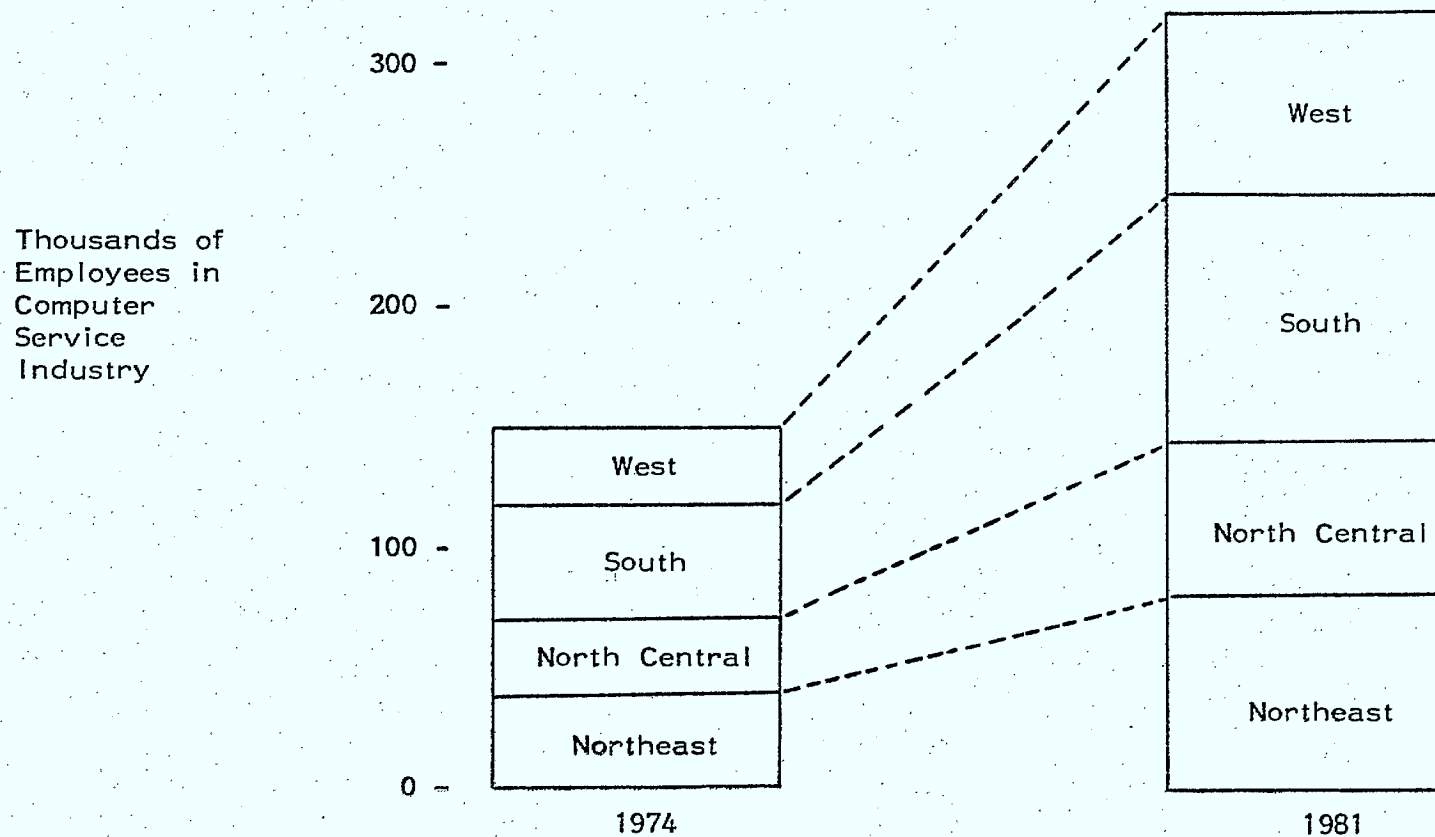 300 -
West
Thousands of
Employees in
Computer
Service
Industry
200 -
South
West
100 -
South
North Central
North Central
Northeast
Northeast
0 -
1974
1981